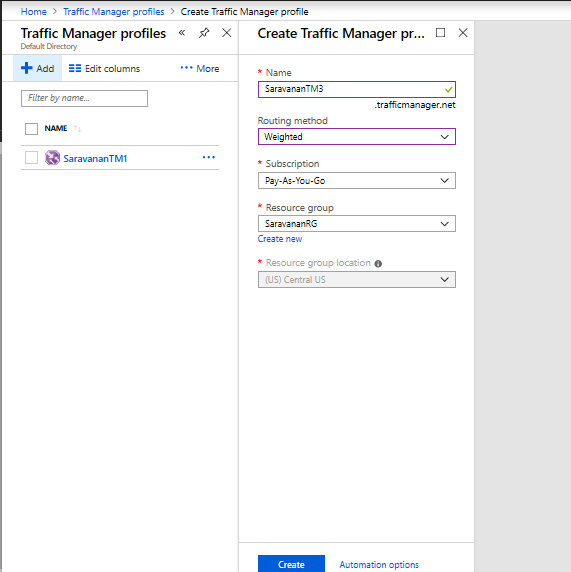 Home > Traffic Manager profiles > Create Traffic Manager profile
Traffic Manager profiles
Default Directory
Add Edit columns ... More
Filter by name...
NAME
SaravananTM1 ...
Create Traffic Manager pr...
* Name
SaravananTM3
.trafficmanager.net
Routing method
Weighted
* Subscription
Pay-As-You-Go
* Resource group
SaravananRG
Create new
* Resource group location
(US) Central US
Create Automation options